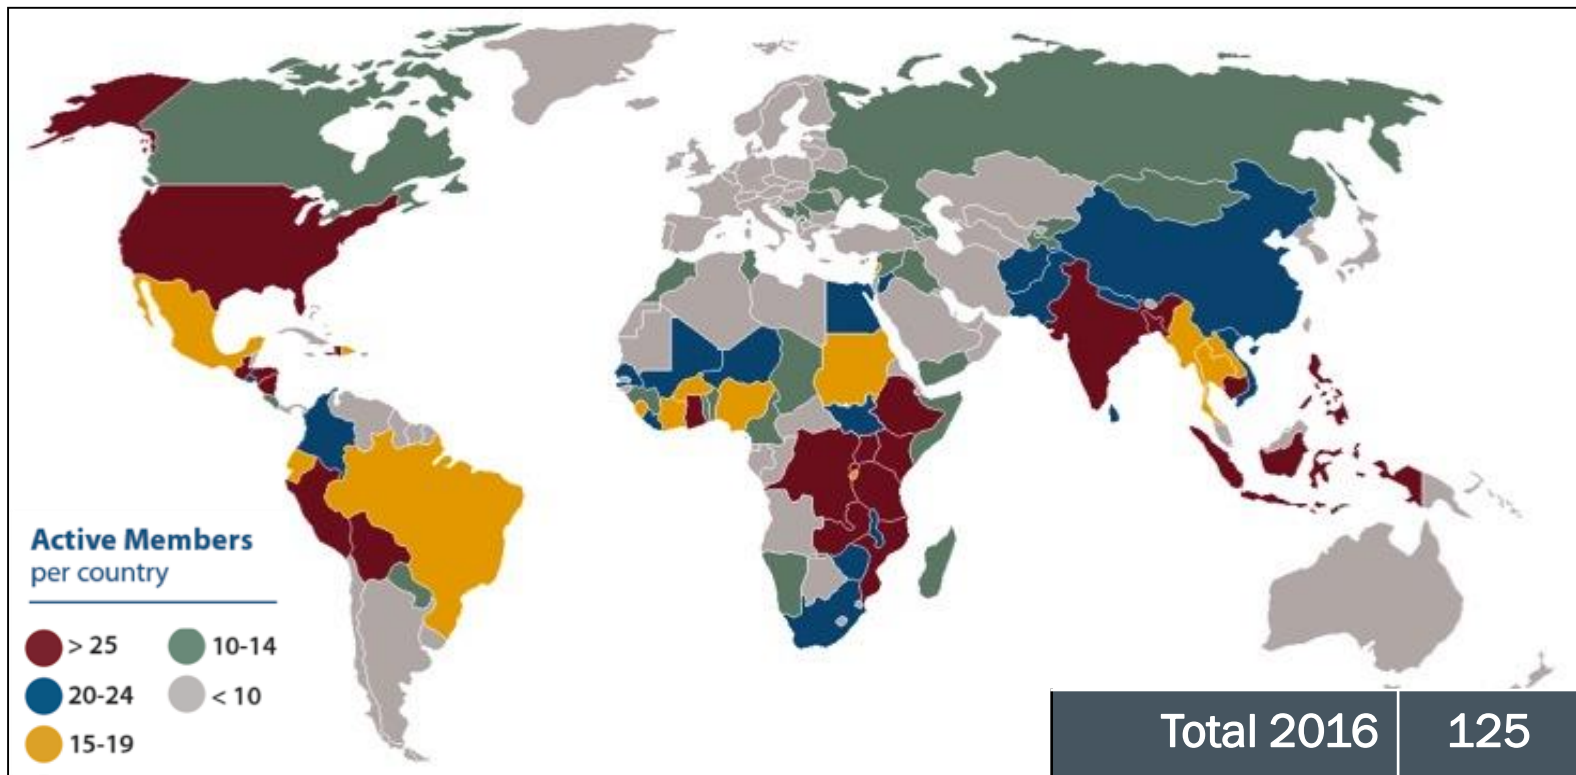 Active Members
per country
> 25
10-14
20-24
< 10
15-19
Total 2016
125